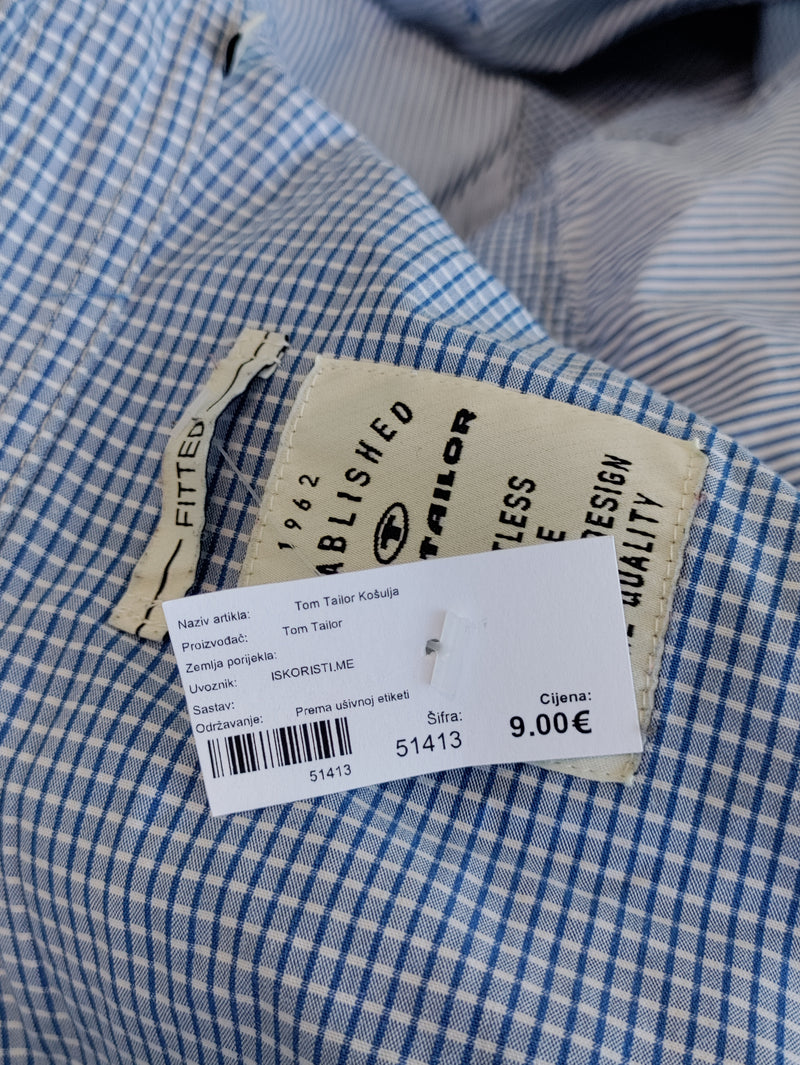 FITTED
1962
ABLISHED
T
TAILOR
TLESS
DESIGN
QUALITY
Naziv artikla: Tom Tailor Košulja
Proizvođač: Tom Tailor
Zemlja porijekla:
Uvoznik: ISKORISTI.ME
Sastav:
Održavanje: Prema ušivnoj etiketi
51413
Šifra:
51413
Cijena:
9.00€